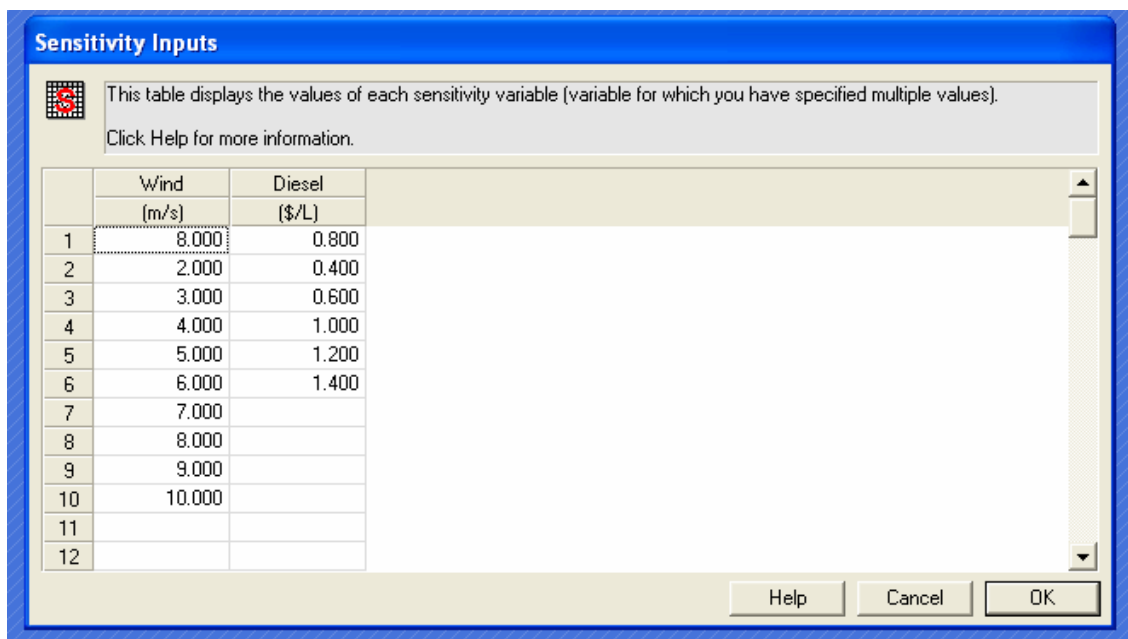 Sensitivity Inputs
S
This table displays the values of each sensitivity variable (variable for which you have specified multiple values).
Click Help for more information.
Wind Diesel
(m/s) ($/L)
1 8.000 0.800
2 2.000 0.400
3 3.000 0.600
4 4.000 1.000
5 5.000 1.200
6 6.000 1.400
7 7.000
8 8.000
9 9.000
10 10.000
11
12
Help Cancel OK